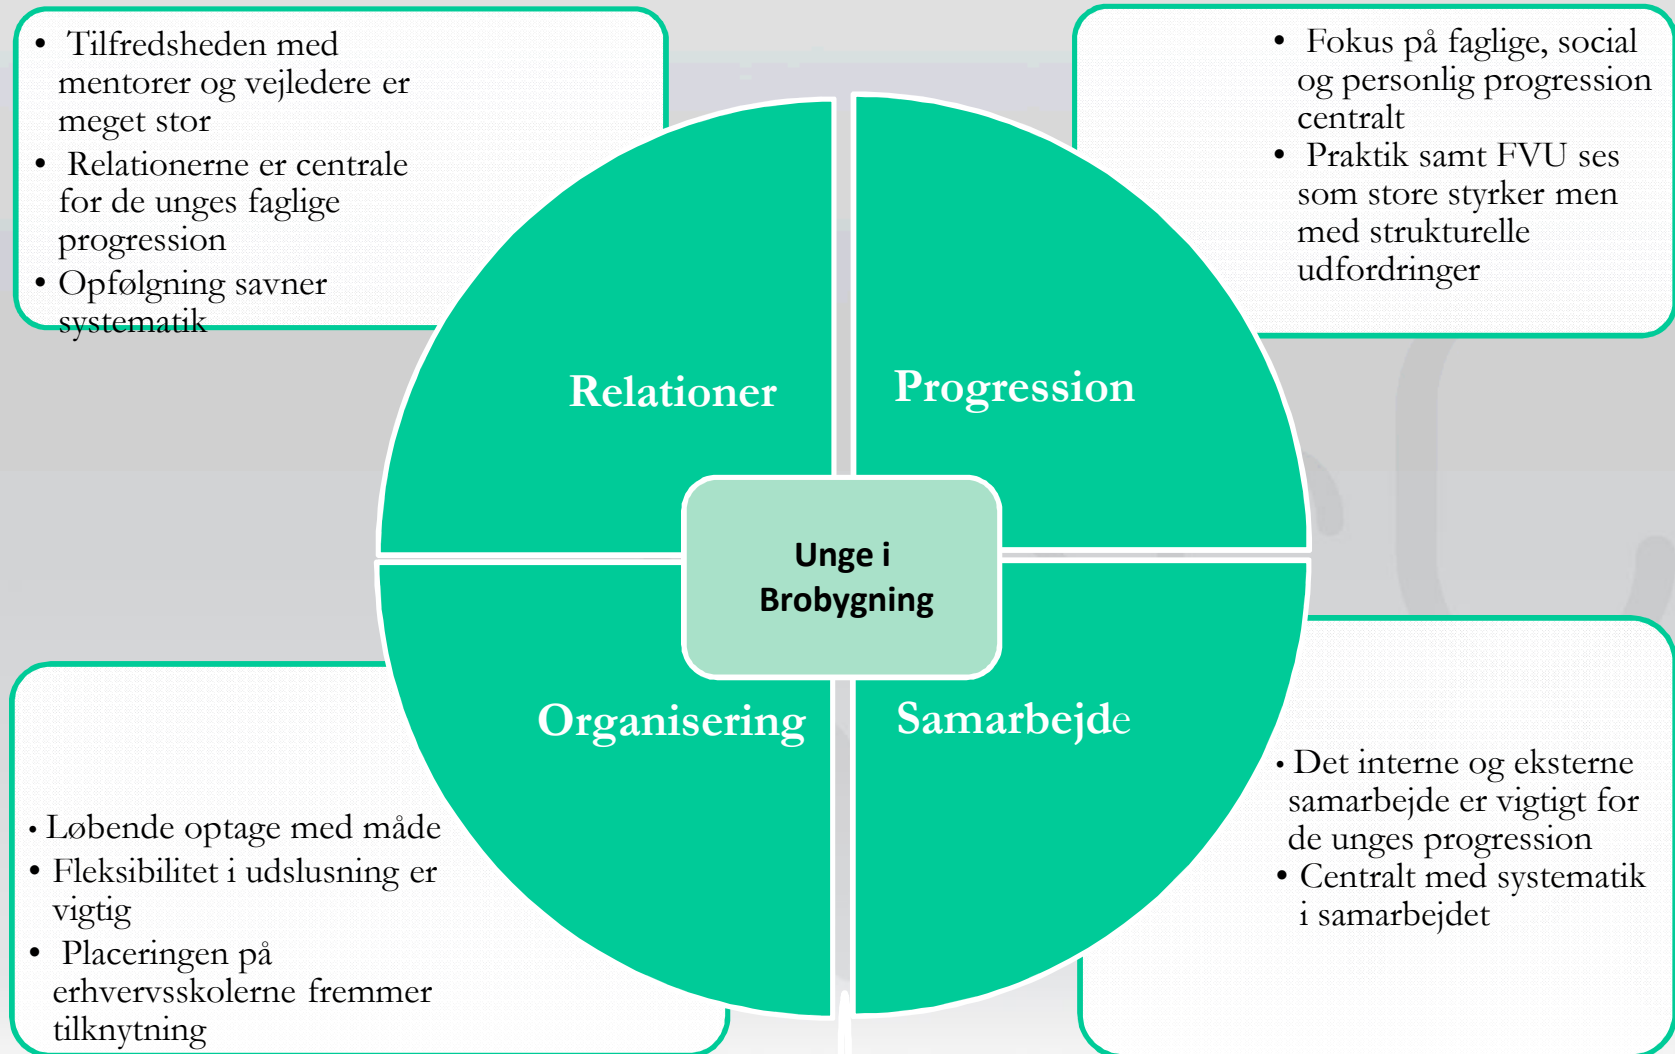 • Tilfredsheden med
mentorer og vejledere er
meget stor
• Relationerne er centrale
for de unges faglige
progression
• Opfølgning savner
systematik
• Fokus på faglige, social
og personlig progression
centralt
• Praktik samt FVU ses
som store styrker men
med strukturelle
udfordringer
Relationer
Progression
Unge i
Brobygning
Organisering
Samarbejde
• Løbende optage med måde
• Fleksibilitet i udslusning er
vigtig
• Placeringen på
erhvervsskolerne fremmer
tilknytning
• Det interne og eksterne
samarbejde er vigtigt for
de unges progression
• Centralt med systematik
i samarbejdet